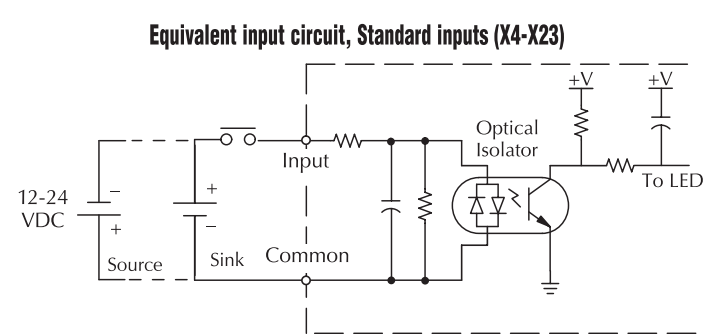 Equivalent input circuit, Standard inputs (X4-X23)
+V
+V
Optical
Isolator
Input
To LED
12-24
VDC
−
+
+
−
Source
Sink
Common